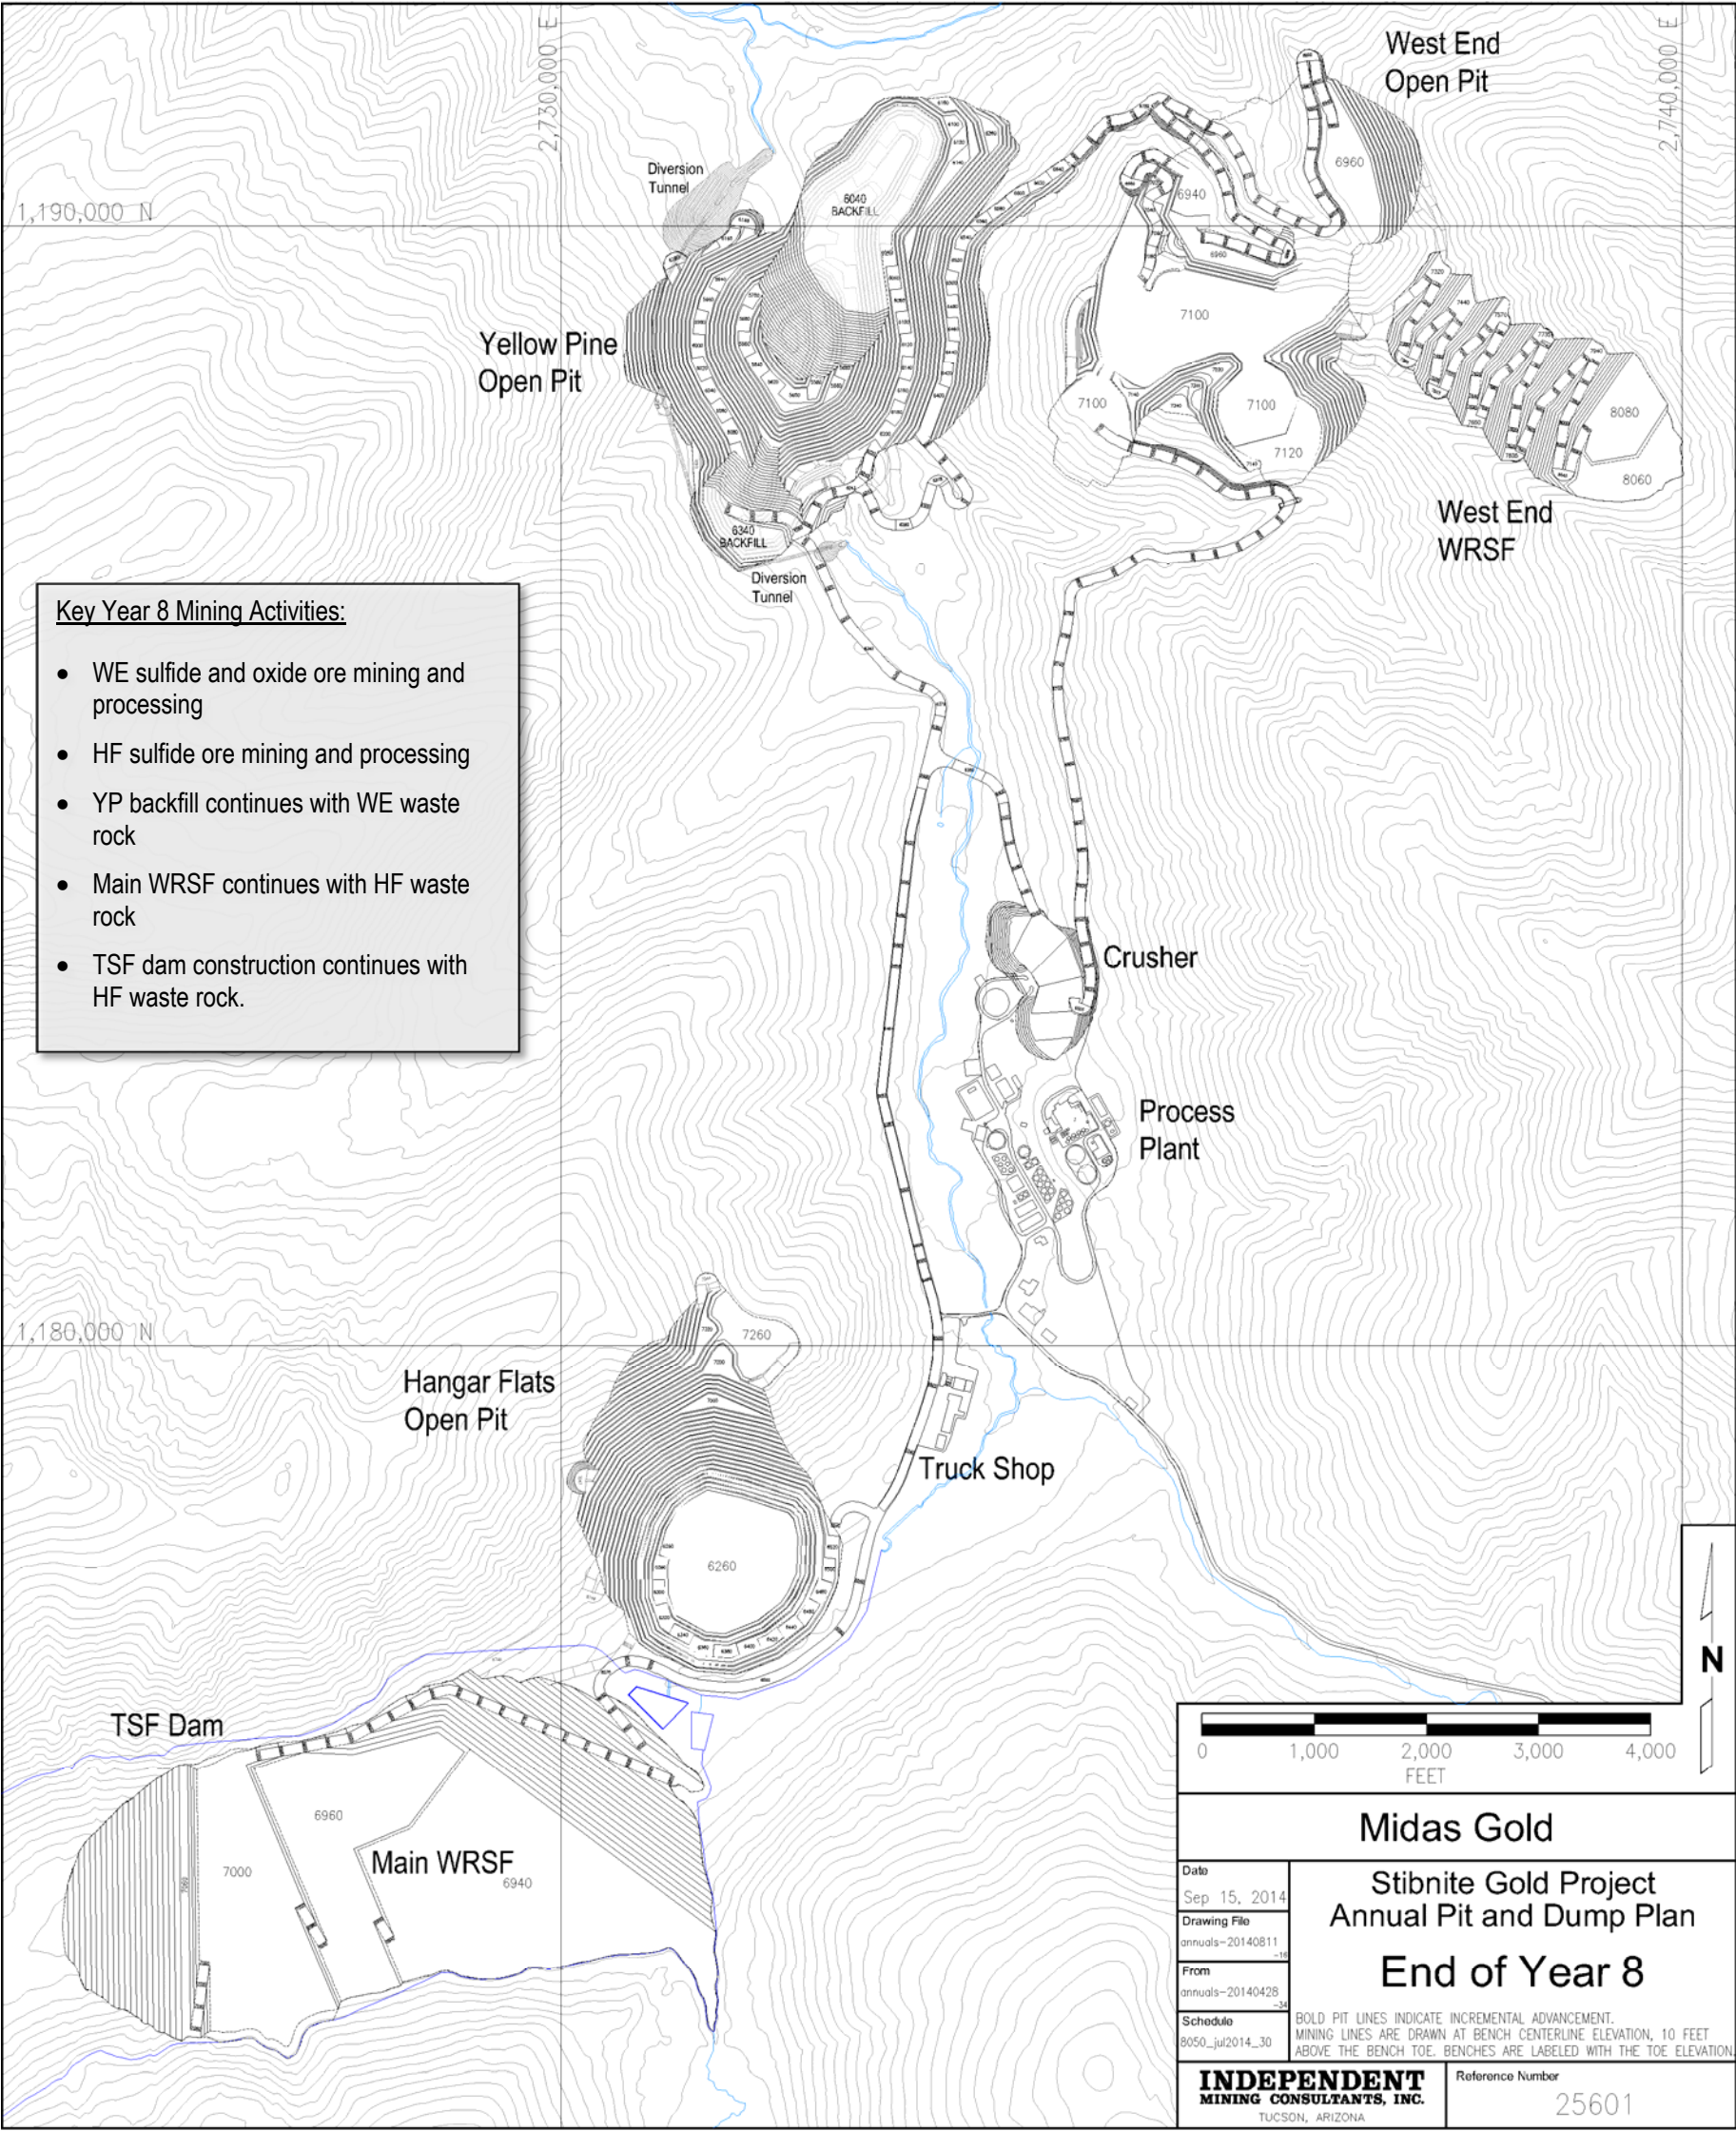 2,730,000 E
2,740,000 E
West End
Open Pit
6960
Diversion
Tunnel
6040
BACKFILL
6940
1,190,000 N
6960
7320
7440
7100
Yellow Pine
Open Pit
7100
7100
8080
7120
8060
West End
WRSF
6340
BACKFILL
Diversion
Tunnel
Key Year 8 Mining Activities:
• WE sulfide and oxide ore mining and
processing
• HF sulfide ore mining and processing
• YP backfill continues with WE waste
rock
• Main WRSF continues with HF waste
rock
• TSF dam construction continues with
HF waste rock.
Crusher
Process
Plant
1,180,000 N
7260
Hangar Flats
Open Pit
Truck Shop
6260
N
TSF Dam
6960
Main WRSF
7000
6940
0 1,000 2,000 3,000 4,000
FEET
Midas Gold
Date
Sep 15, 2014
Drawing File
annuals-20140811
-16
From
annuals-20140428
-34
Schedule
8050_jul2014_30
Stibnite Gold Project
Annual Pit and Dump Plan
End of Year 8
BOLD PIT LINES INDICATE INCREMENTAL ADVANCEMENT.
MINING LINES ARE DRAWN AT BENCH CENTERLINE ELEVATION, 10 FEET
ABOVE THE BENCH TOE. BENCHES ARE LABELED WITH THE TOE ELEVATION.
INDEPENDENT
MINING CONSULTANTS, INC.
TUCSON, ARIZONA
Reference Number
25601